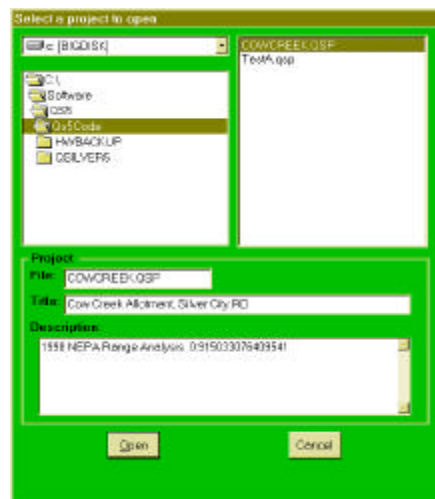 Select a project to open
c: [BIGDISK]
C:\
Software
QS5
Qs5Code
HWBACKUP
QSILVER5
COWCREEK.QSP
TestA.qsp
Project
File: COWCREEK.QSP
Title: Cow Creek Allotment, Silver City RD
Description:
1998 NEPA Range Analysis 0.915033076409541
Open
Cancel